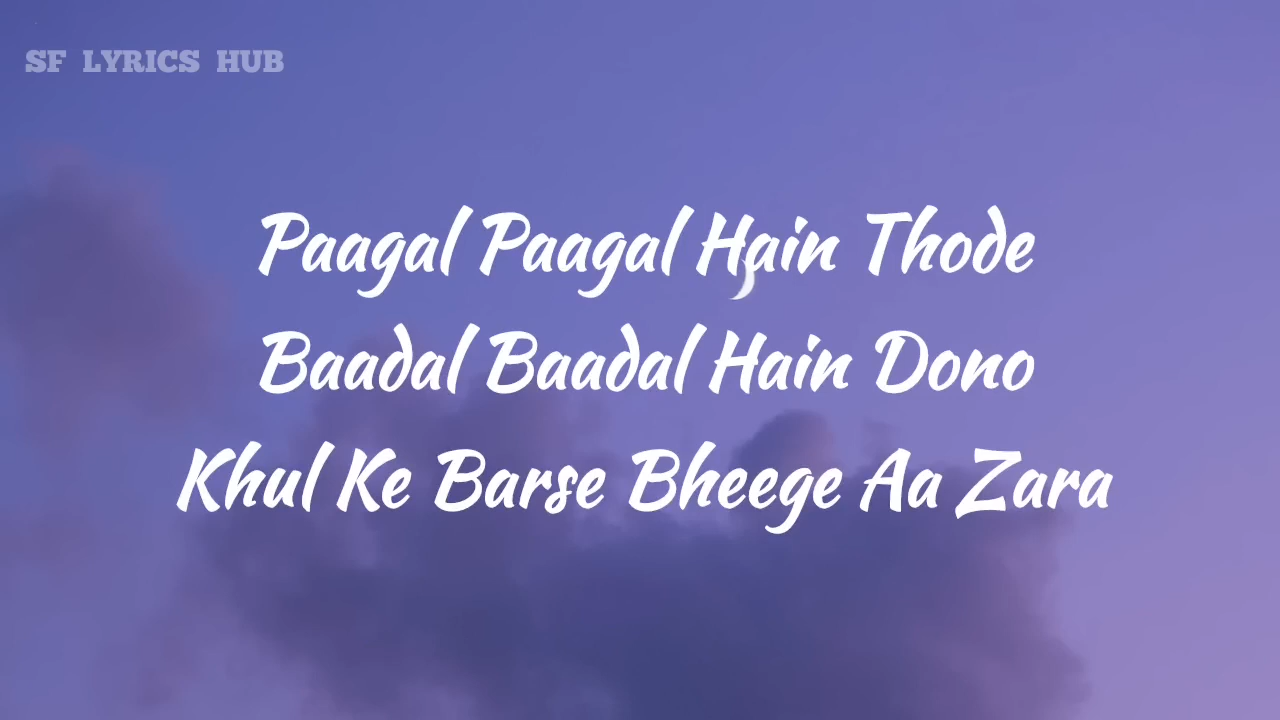 SF LYRICS HUB
Paagal Paagal Hain Thode
Baadal Baadal Hain Dono
Khul Ke Barse Bheege Aa Zara